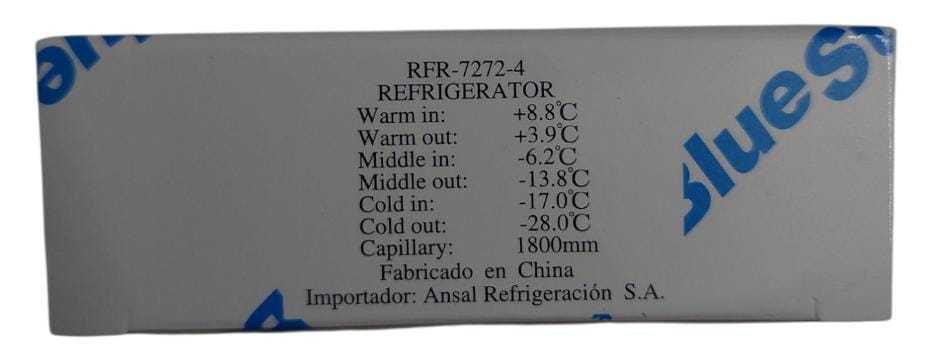 RFR-7272-4
REFRIGERATOR
Warm in: +8.8℃
Warm out: +3.9℃
Middle in: -6.2℃
Middle out: -13.8℃
Cold in: -17.0℃
Cold out: -28.0℃
Capillary: 1800mm
Fabricado en China
Importador: Ansal Refrigeración S.A.